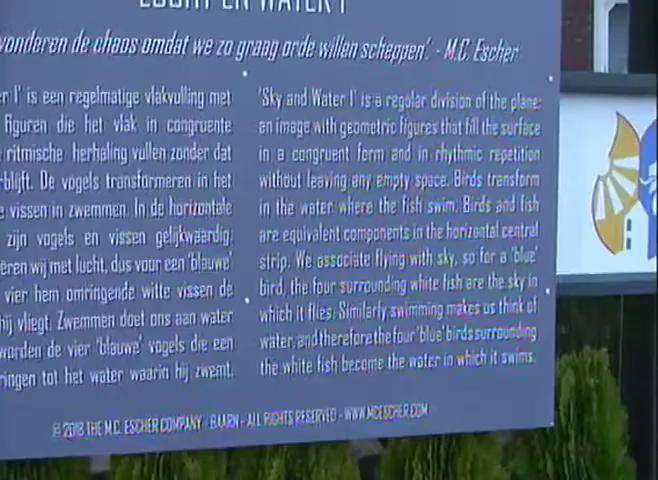 LUCHT EN WATER I
wonderen de chaos omdat we zo graag orde willen scheppen'. - M.C. Escher
er I' is een regelmatige vlakvulling met
figuren die het vlak in congruente
ritmische herhaling vullen zonder dat
rblijft. De vogels transformeren in het
e vissen in zwemmen. In de horizontale
zijn vogels en vissen gelijkwaardig;
ëren wij met lucht, dus voor een 'blauwe'
vier hem omringende witte vissen de
hij vliegt. Zwemmen doet ons aan water
worden de vier 'blauwe' vogels die een
ringen tot het water waarin hij zwemt.
'Sky and Water I' is a regular division of the plane:
an image with geometric figures that fill the surface
in a congruent form and in rhythmic repetition
without leaving any empty space. Birds transform
in the water where the fish swim. Birds and fish
are equivalent components in the horizontal central
strip. We associate flying with sky, so for a 'blue'
bird, the four surrounding white fish are the sky in
which it flies. Similarly, swimming makes us think of
water, and therefore the four 'blue' birds surrounding
the white fish become the water in which it swims.
© 2018 THE M.C. ESCHER COMPANY - BAARN - ALL RIGHTS RESERVED - WWW.MCESCHER.COM